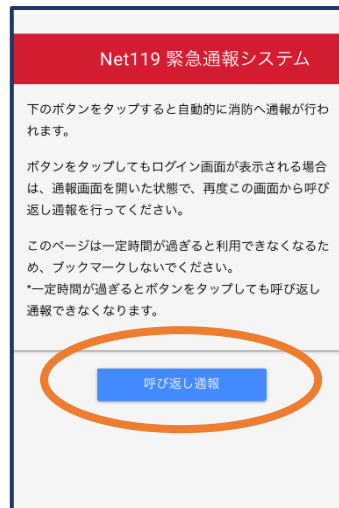 Net119 緊急通報システム
下のボタンをタップすると自動的に消防へ通報が行わ
れます。
ボタンをタップしてもログイン画面が表示される場合
は、通報画面を開いた状態で、再度この画面から呼び
返し通報を行ってください。
このページは一定時間が過ぎると利用できなくなるた
め、ブックマークしないでください。
*一定時間が過ぎるとボタンをタップしても呼び返し
通報できなくなります。
呼び返し通報